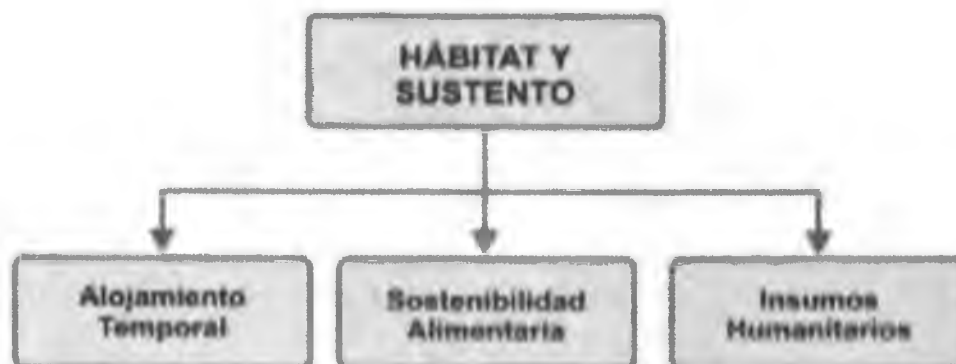 HÁBITAT Y
SUSTENTO
Alojamiento
Temporal
Sostenibilidad
Alimentaria
Insumos
Humanitarios